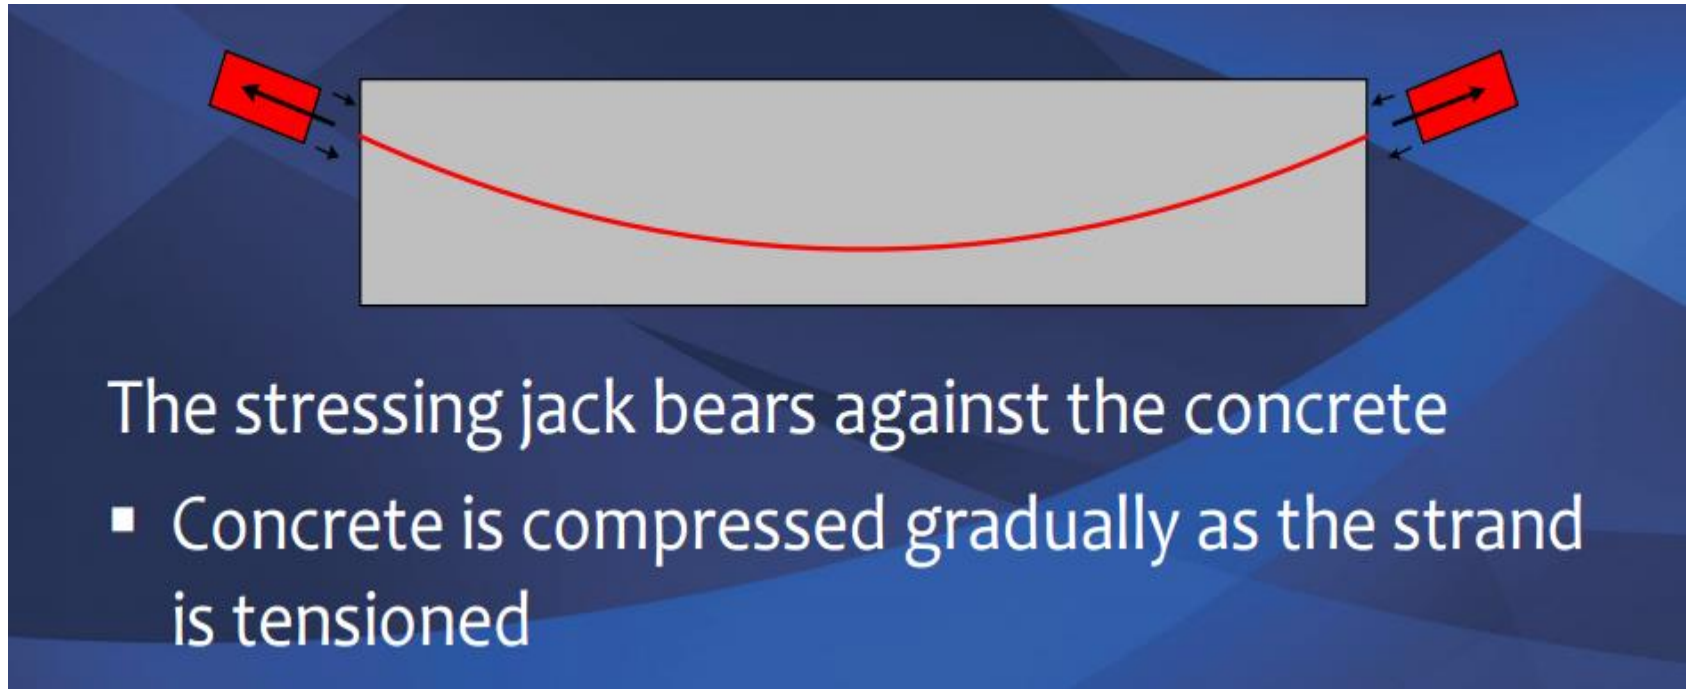 The stressing jack bears against the concrete
▪ Concrete is compressed gradually as the strand
is tensioned